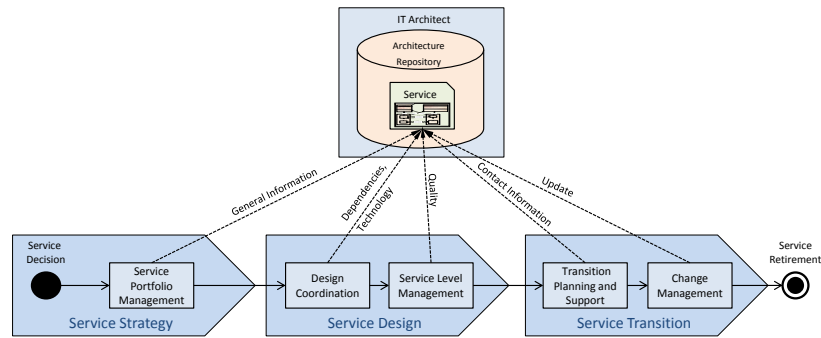 IT Architect
Architecture
Repository
Service
General Information
Dependencies,
Technology
Quality
Contact Information
Update
Service
Decision
Service
Portfolio
Management
Service Strategy
Design
Coordination
Service Level
Management
Service Design
Transition
Planning and
Support
Change
Management
Service Transition
Service
Retirement